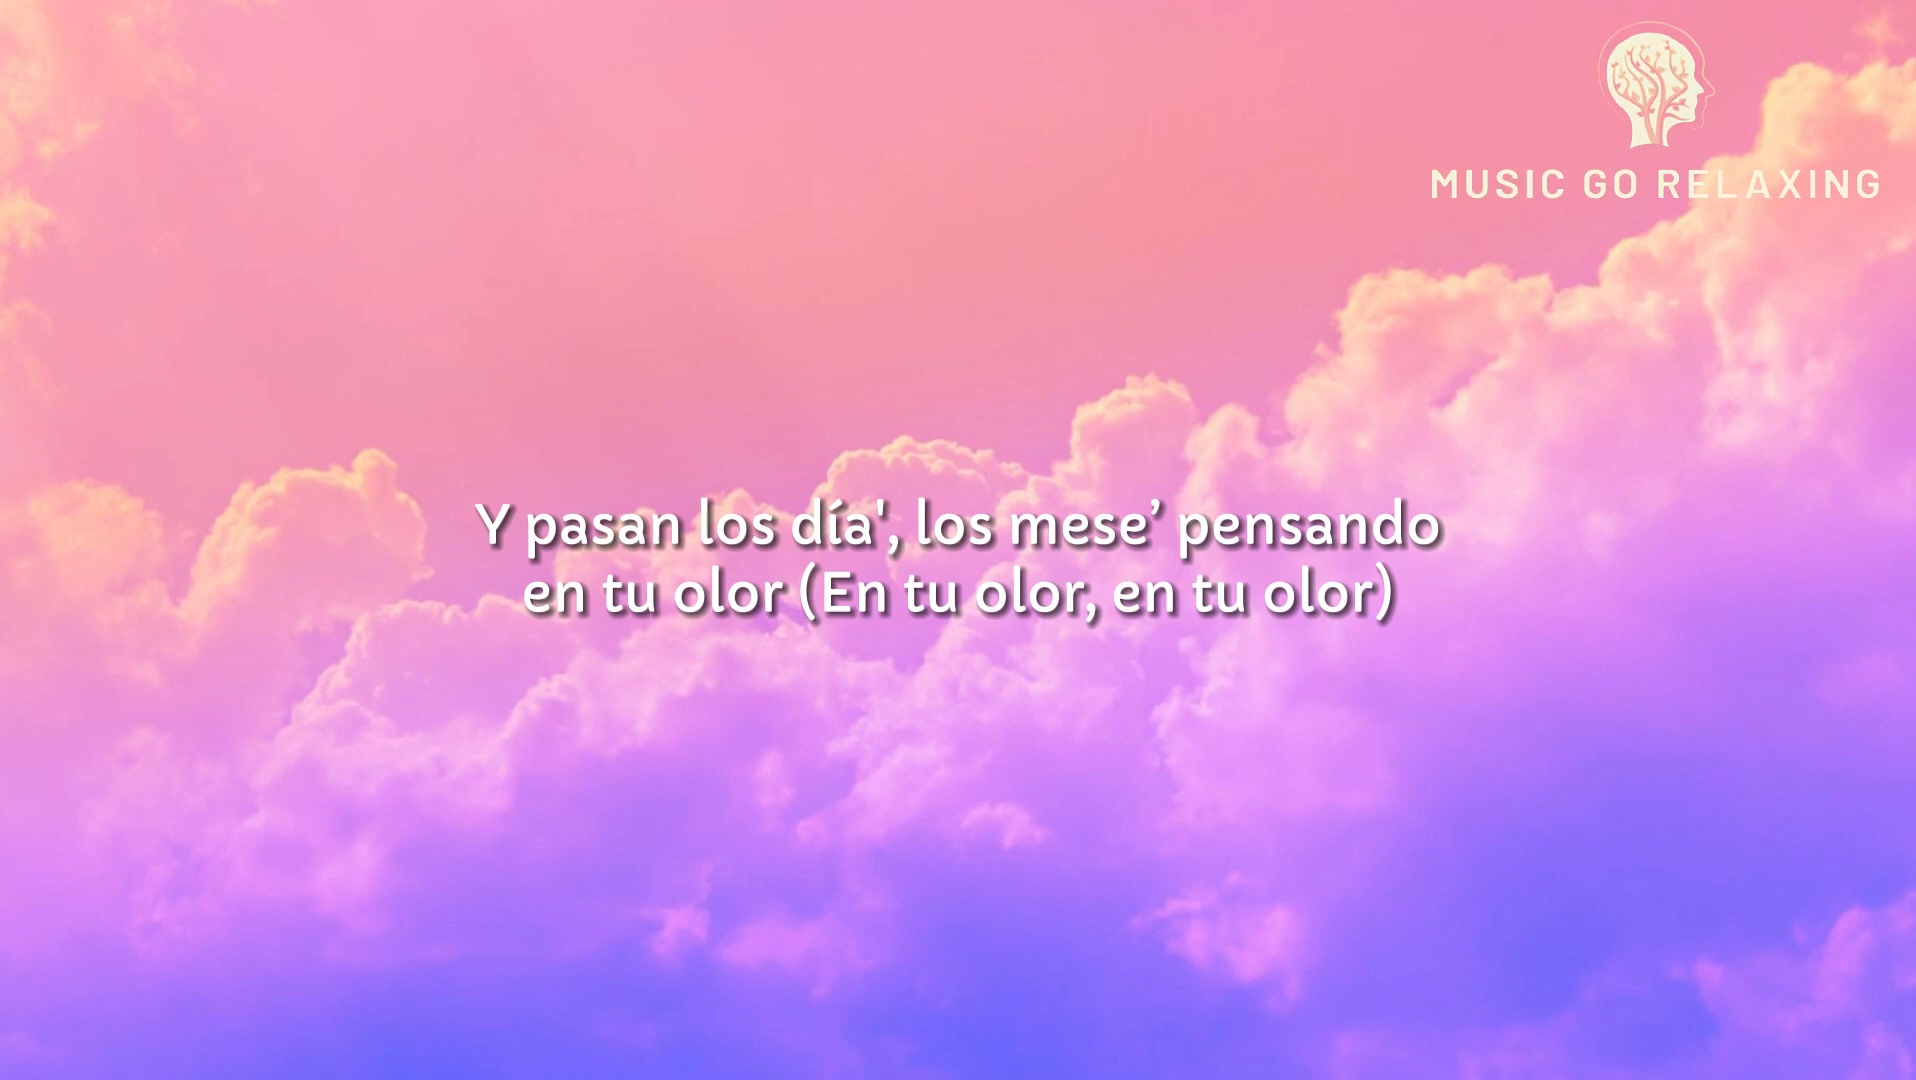 MUSIC GO RELAXING
Y pasan los día', los mese’ pensando
en tu olor (En tu olor, en tu olor)